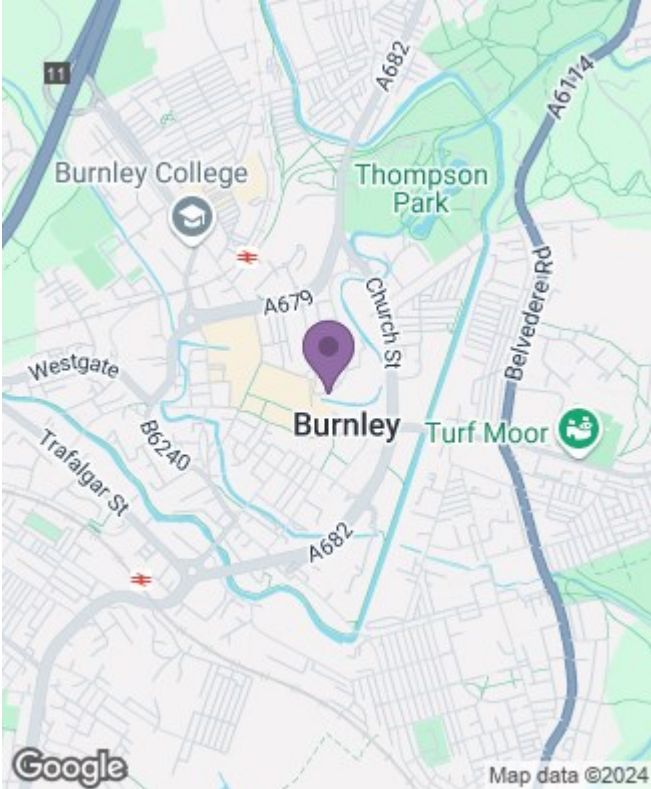 A682
A6114
11
Burnley College
Thompson
Park
A679
Church St
Belvedere Rd
Westgate
Burnley
Turf Moor
B6240
Trafalgar St
A682
Google
Map data ©2024